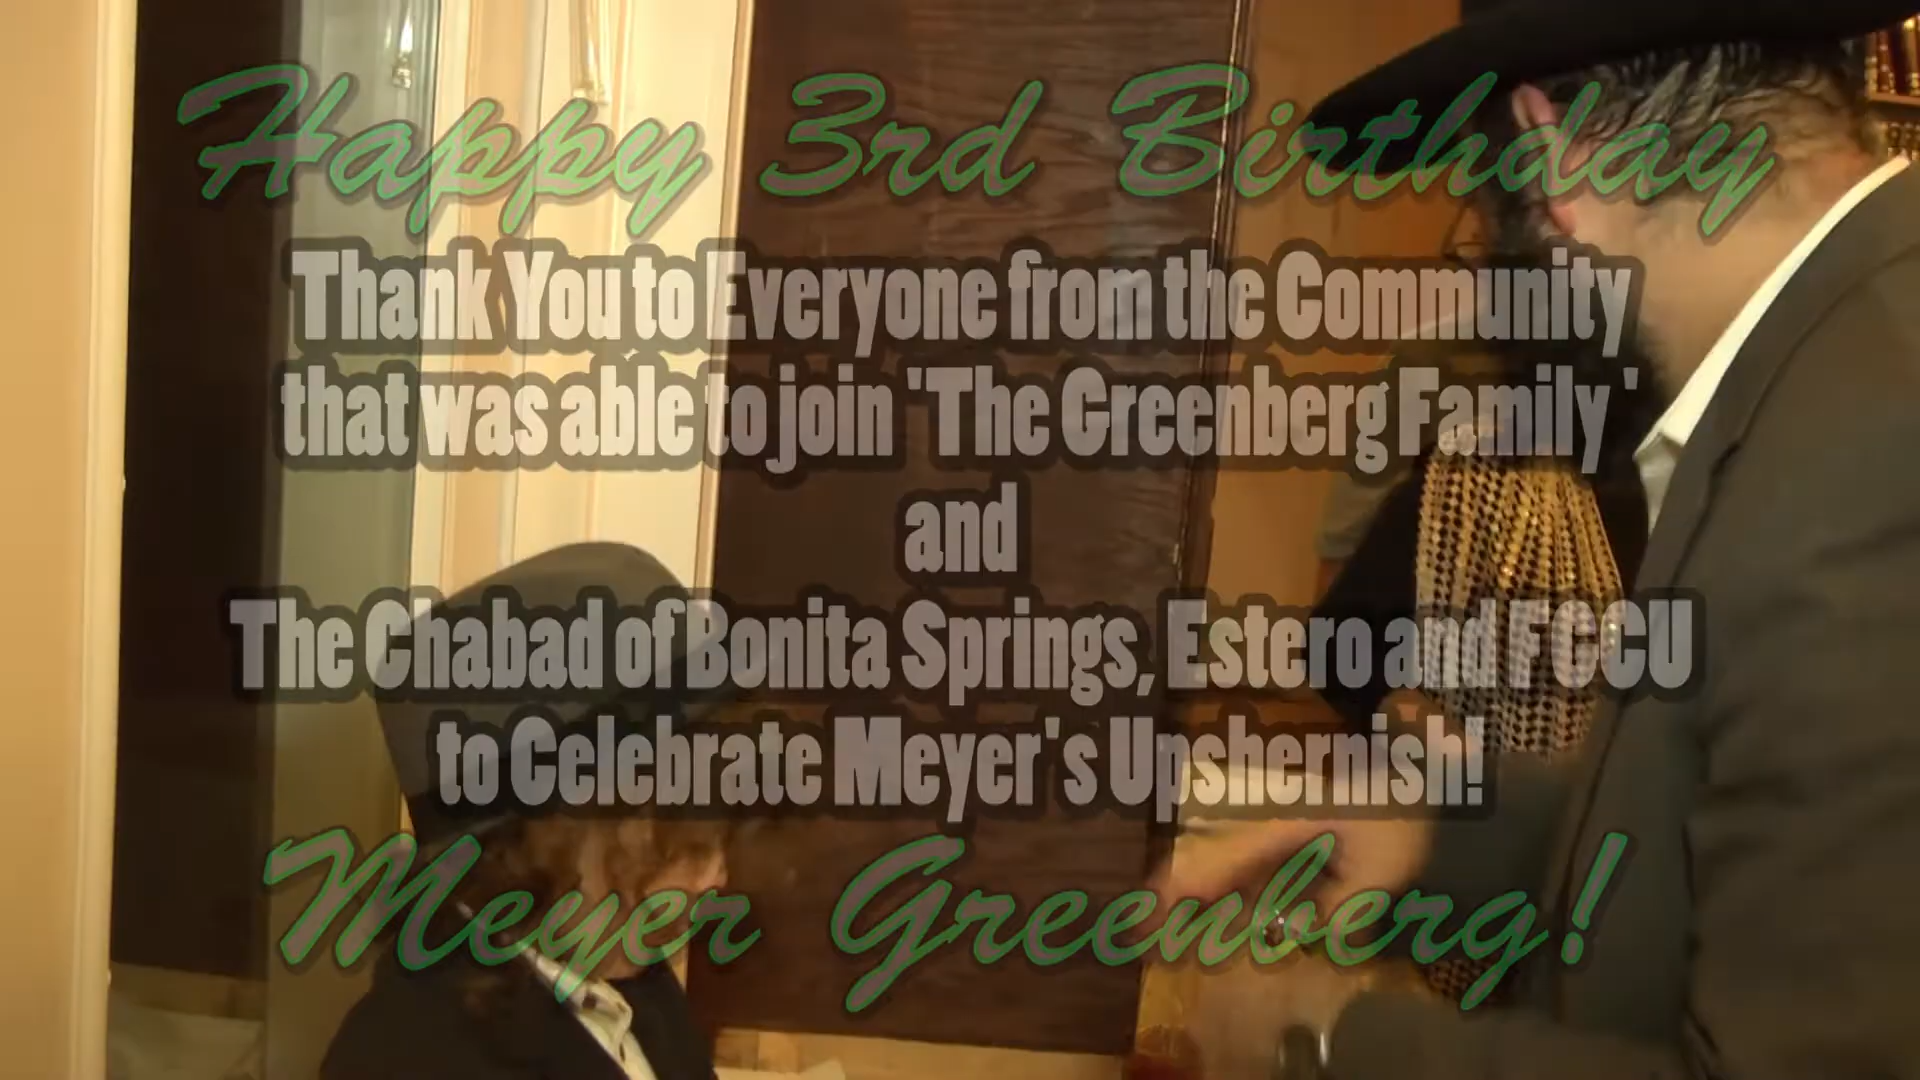 Happy 3rd Birthday
Thank You to Everyone from the Community
that was able to join 'The Greenberg Family '
and
The Chabad of Bonita Springs, Estero and FGCU
to Celebrate Meyer's Upshernish!
Meyer Greenberg!